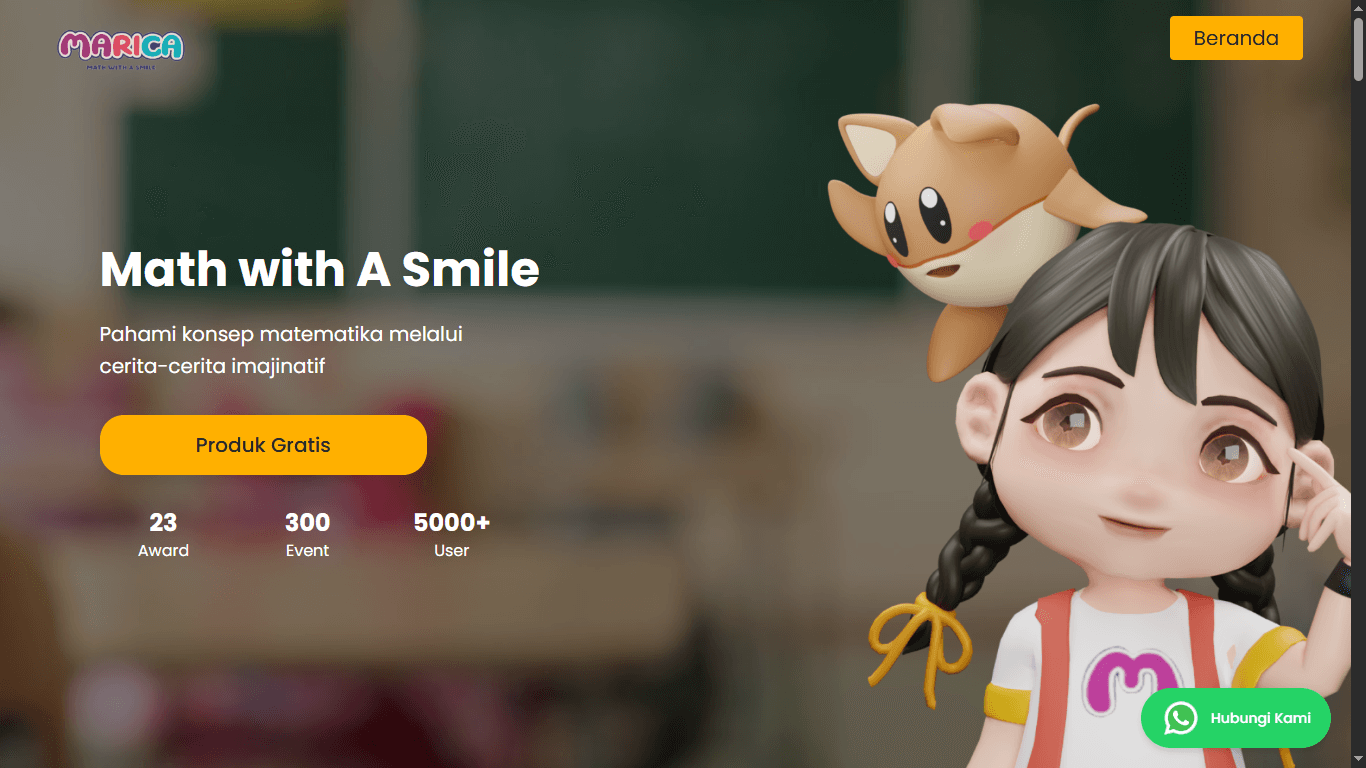 MARICA
MATH WITH A SMILE
Beranda
Math with A Smile
Pahami konsep matematika melalui
cerita-cerita imajinatif
Produk Gratis
23 300 5000+
Award Event User
M
Hubungi Kami